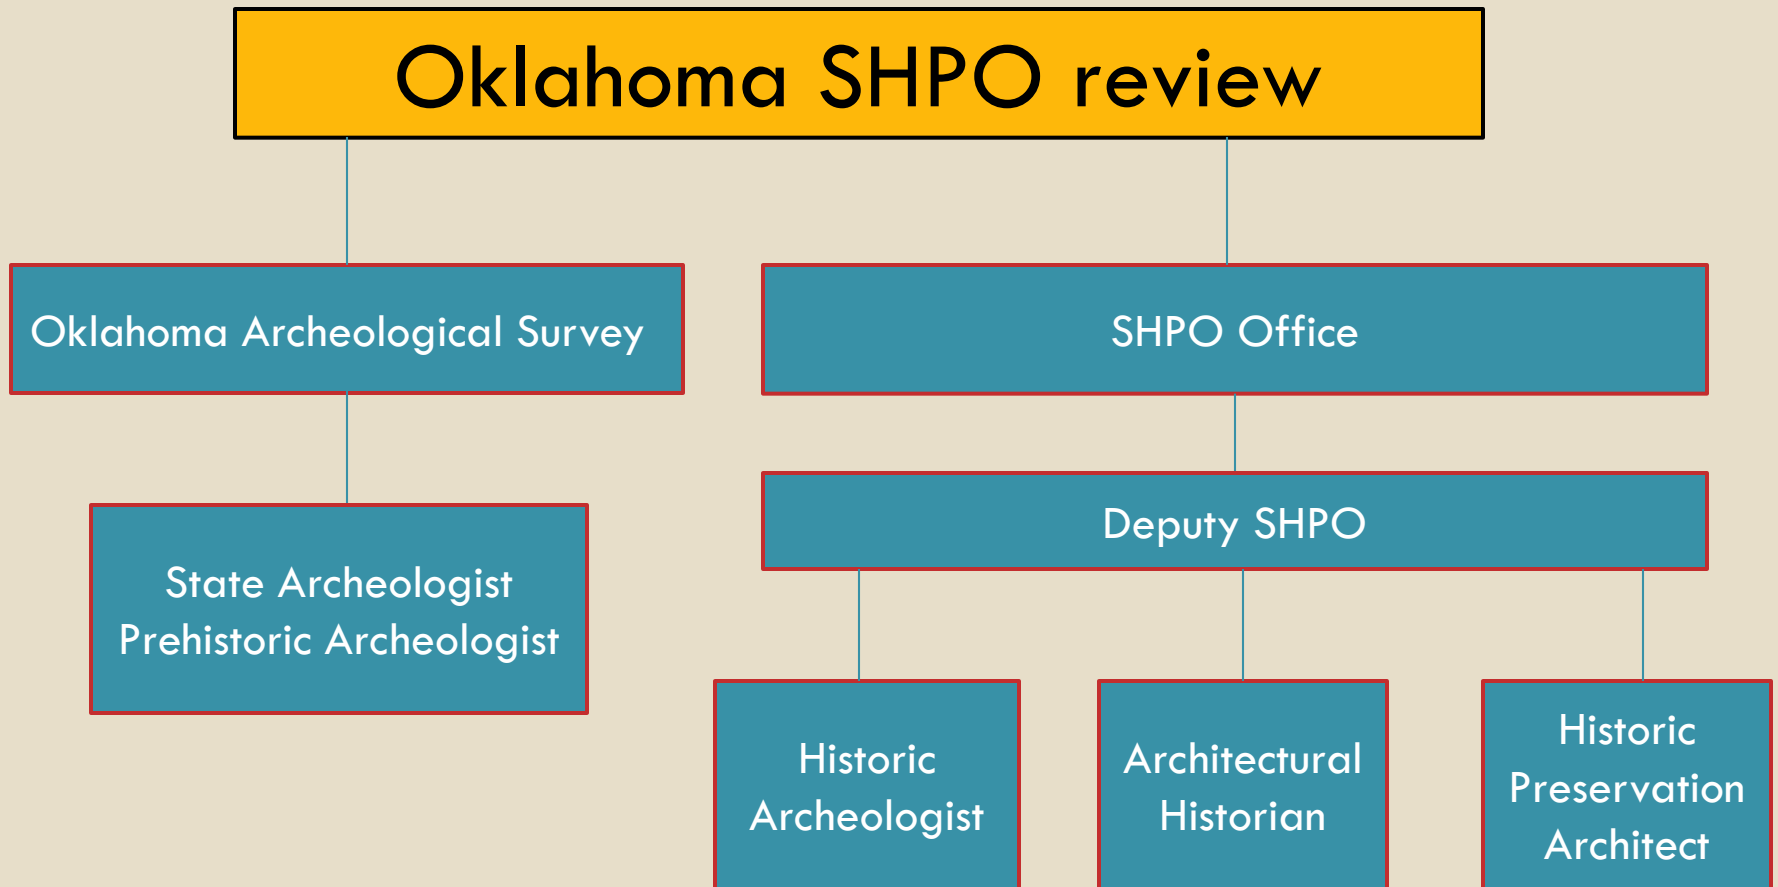 Oklahoma SHPO review
Oklahoma Archeological Survey
SHPO Office
Deputy SHPO
State Archeologist
Prehistoric Archeologist
Historic
Archeologist
Architectural
Historian
Historic
Preservation
Architect